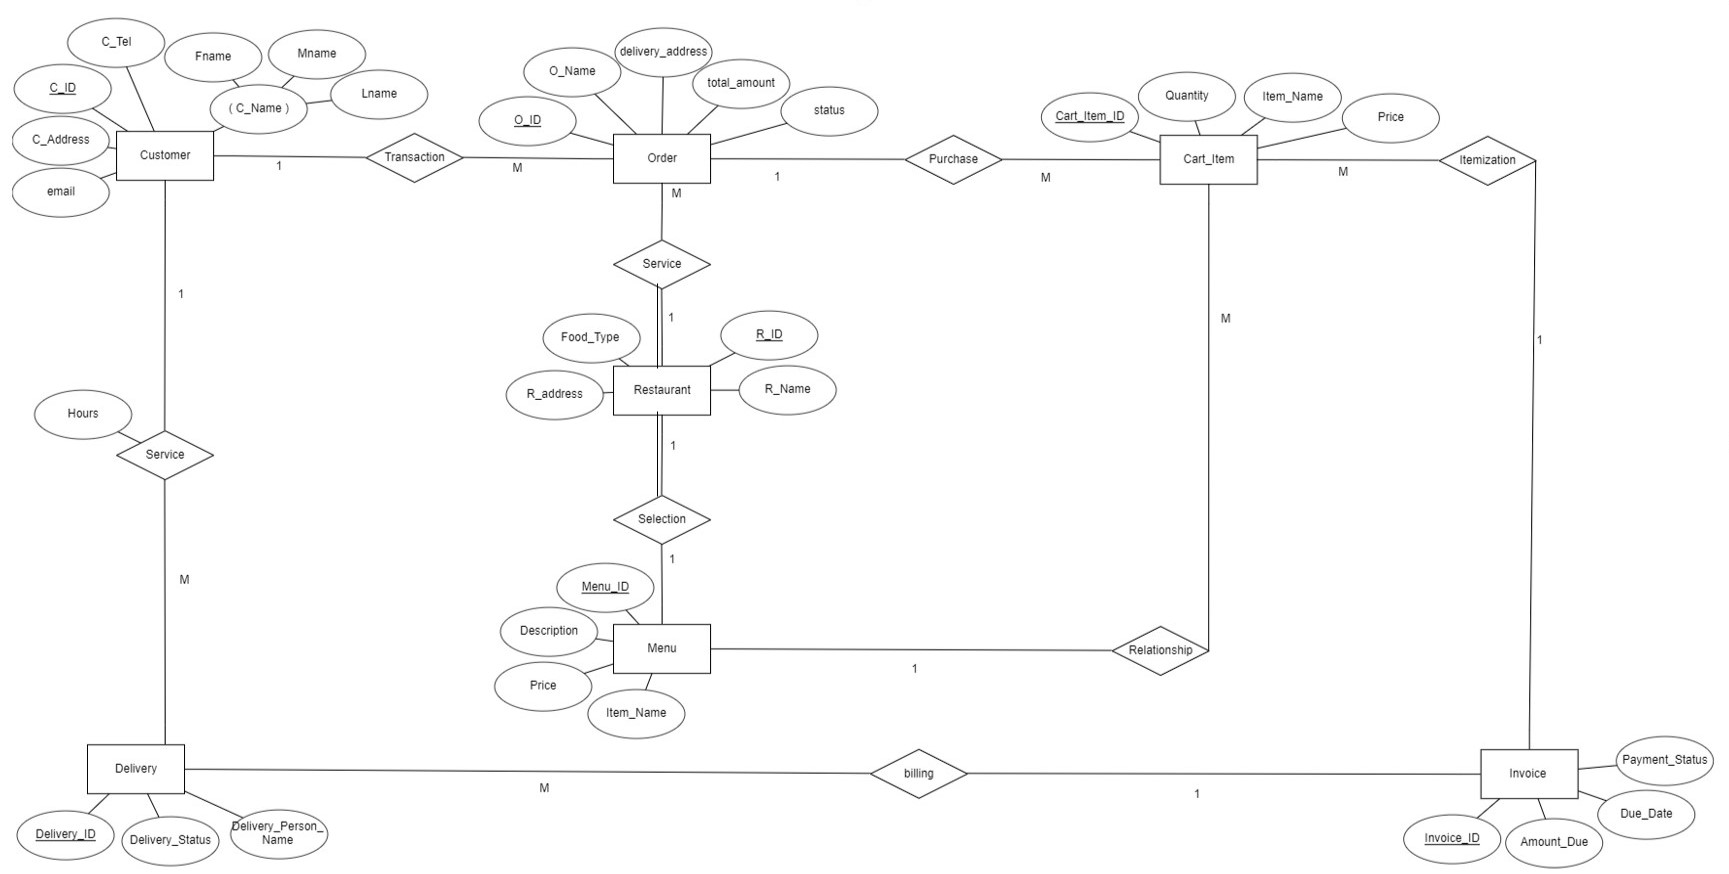 C_Tel
Fname
Mname
C_ID
( C_Name )
Lname
C_Address
email
Customer
1
Transaction
M
O_Name
delivery_address
total_amount
O_ID
status
Order
1
M
Purchase
M
Cart_Item_ID
Quantity
Item_Name
Price
Cart_Item
M
Itemization
1
Service
1
Food_Type
R_ID
R_address
Restaurant
R_Name
1
Selection
1
Menu_ID
Description
Menu
Price
Item_Name
1
Relationship
M
1
Hours
Service
M
Delivery
Delivery_ID
Delivery_Status
Delivery_Person_
Name
M
billing
1
Invoice
Payment_Status
Due_Date
Invoice_ID
Amount_Due